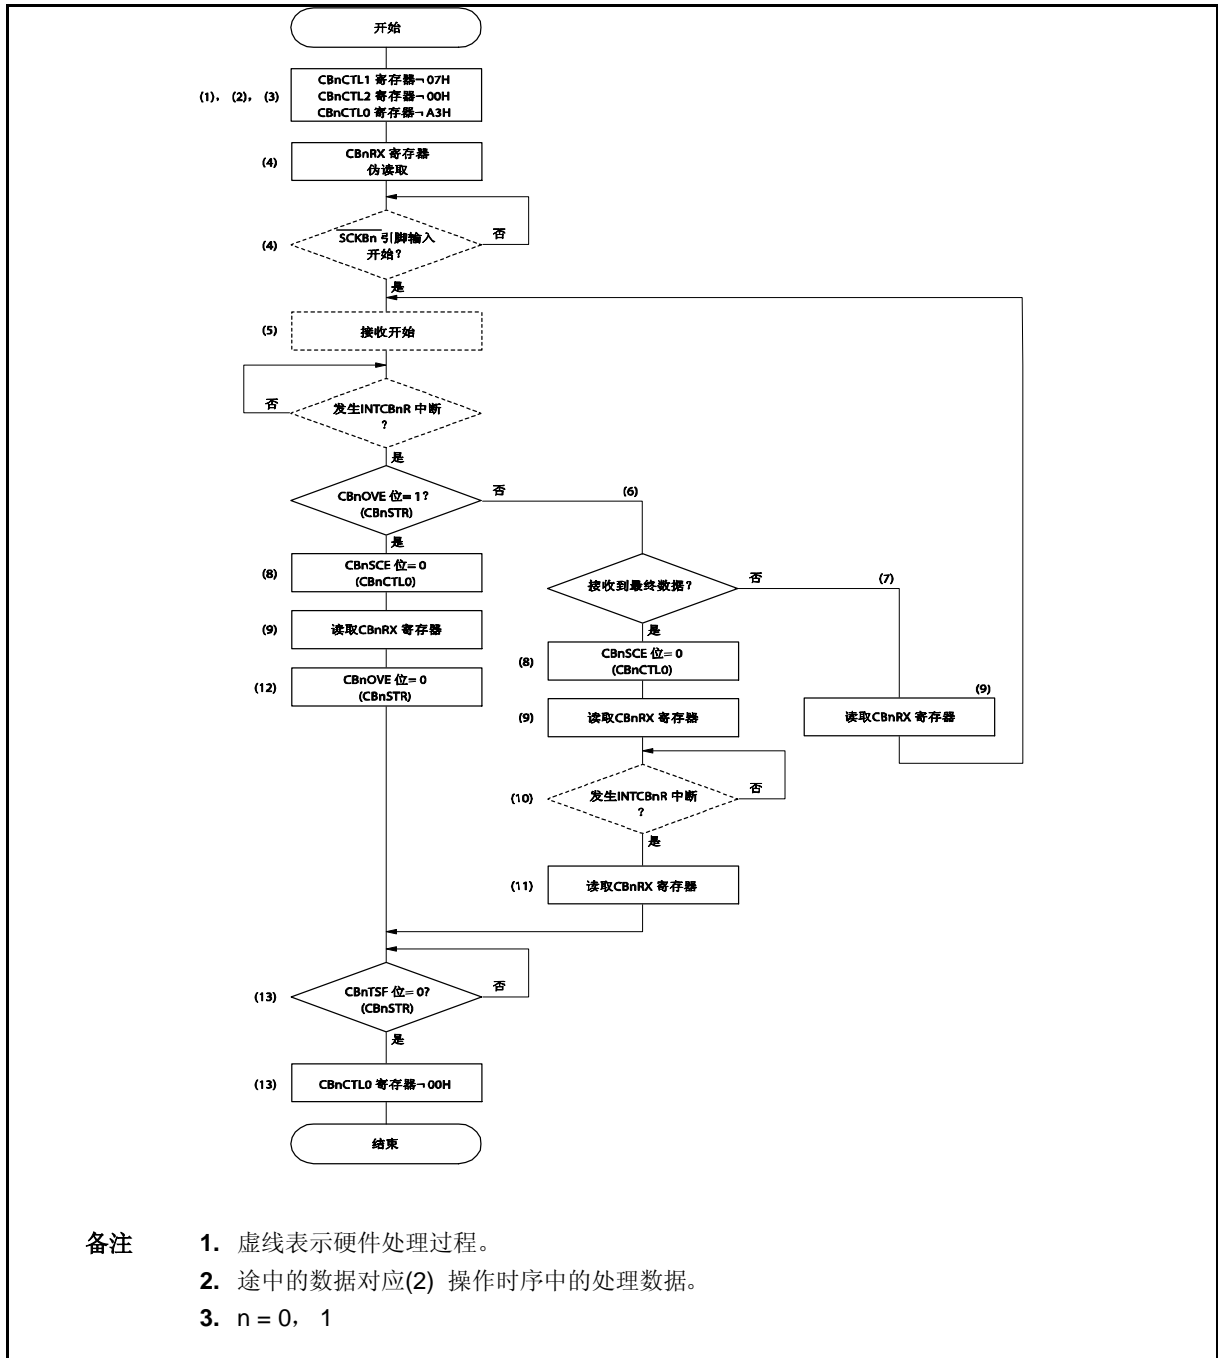 开始
(1)， (2)， (3)
CBnCTL1 寄存器¬ 07H
CBnCTL2 寄存器¬ 00H
CBnCTL0 寄存器¬ A3H
(4)
CBnRX 寄存器
伪读取
(4)
SCKBn 引脚输入
开始？
否
是
(5)
接收开始
否
发生INTCBnR 中断
？
是
CBnOVE 位= 1？
(CBnSTR)
否
(6)
是
(8)
CBnSCE 位= 0
(CBnCTL0)
接收到最终数据？
否
(7)
是
(9)
读取CBnRX 寄存器
(8)
CBnSCE 位= 0
(CBnCTL0)
(12)
CBnOVE 位= 0
(CBnSTR)
(9)
读取CBnRX 寄存器
(9)
读取CBnRX 寄存器
(10)
发生INTCBnR 中断
？
否
是
(11)
读取CBnRX 寄存器
(13)
CBnTSF 位= 0?
(CBnSTR)
否
是
(13)
CBnCTL0 寄存器¬ 00H
结束
备注 1. 虚线表示硬件处理过程。
2. 途中的数据对应(2) 操作时序中的处理数据。
3. n = 0， 1